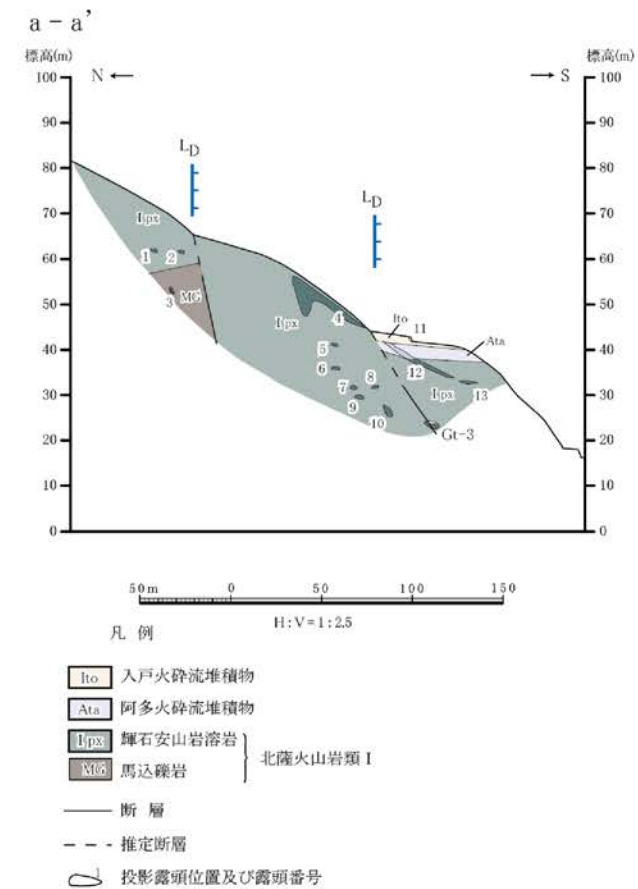 a - a'
標高(m)
標高(m)
N ←
→ S
100
90
80
70
60
50
40
30
20
10
0
100
90
80
70
60
50
40
30
20
10
0
LD
LD
Ipx
1
2
3
MG
Ipx
4
5
6
7
8
9
10
Ito
11
Ata
12
13
Ipx
Gt-3
50m 0 50 100 150
H:V=1:2.5
凡 例
Ito 入戸火砕流堆積物
Ata 阿多火砕流堆積物
Ipx 輝石安山岩溶岩
MG 馬込礫岩
北薩火山岩類 I
断 層
推定断層
投影露頭位置及び露頭番号